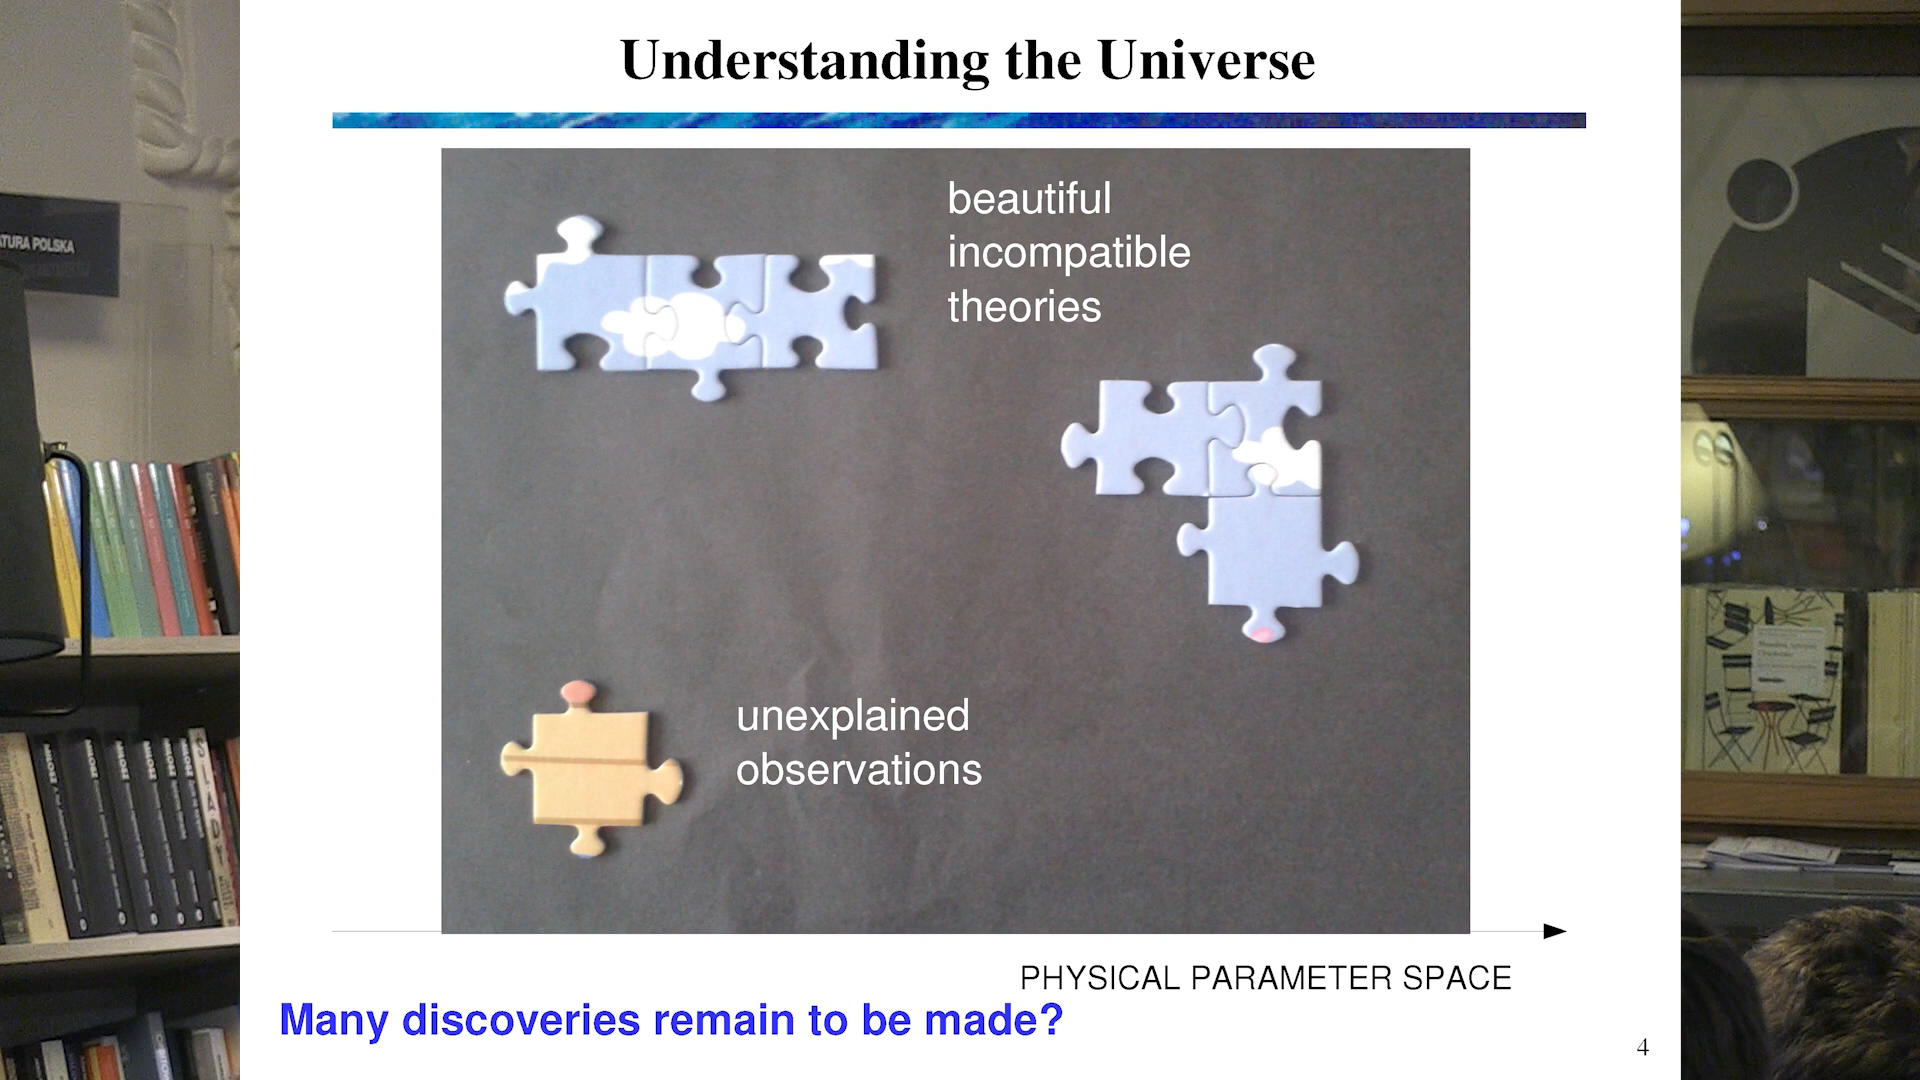 Understanding the Universe
beautiful
incompatible
theories
unexplained
observations
PHYSICAL PARAMETER SPACE
Many discoveries remain to be made?
4
TURA POLSKA